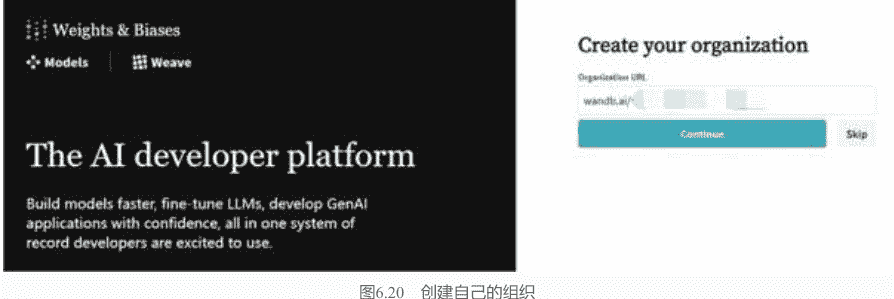 Weights & Biases
Models
Weave
The AI developer platform
Build models faster, fine-tune LLMs, develop GenAI
applications with confidence, all in one system of
record developers are excited to use.
Create your organization
Organization URL
wandb.ai/
Continue
Skip
图6.20 创建自己的组织